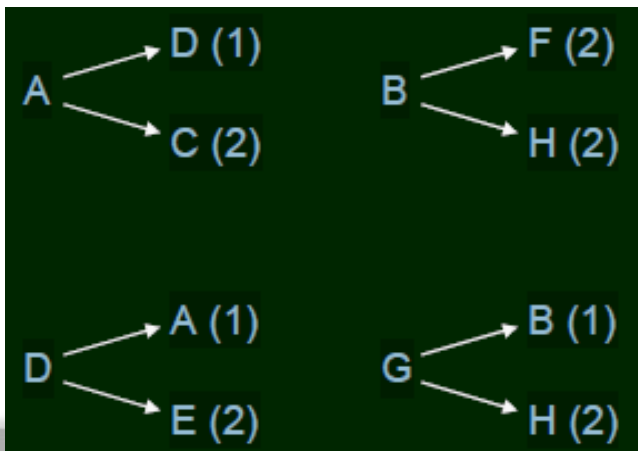 D (1)
A
C (2)
F (2)
B
H (2)
A (1)
D
E (2)
B (1)
G
H (2)